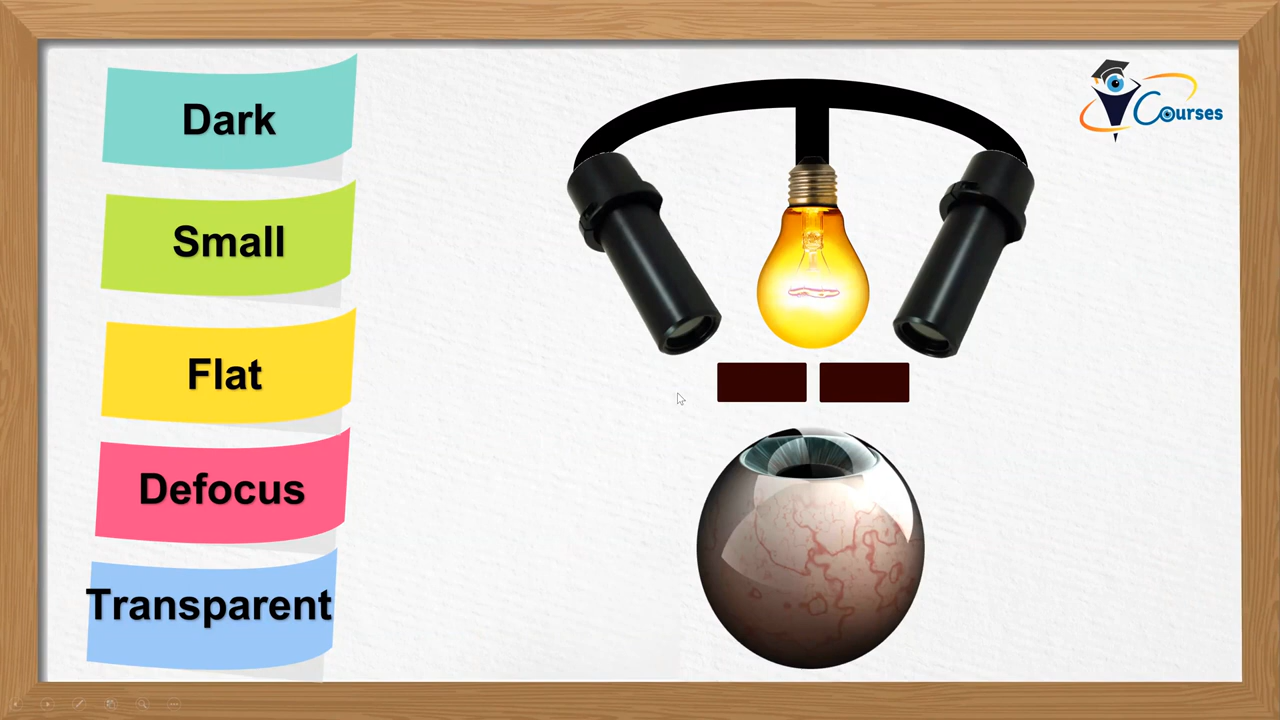 Dark
Small
Flat
Defocus
Transparent
Courses